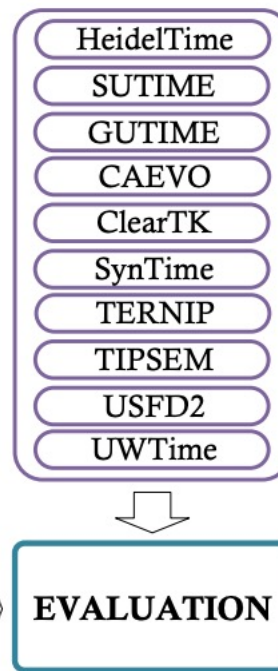 HeidelTime
SUTIME
GUTIME
CAEVO
ClearTK
SynTime
TERNIP
TIPSEM
USFD2
UWTime
EVALUATION